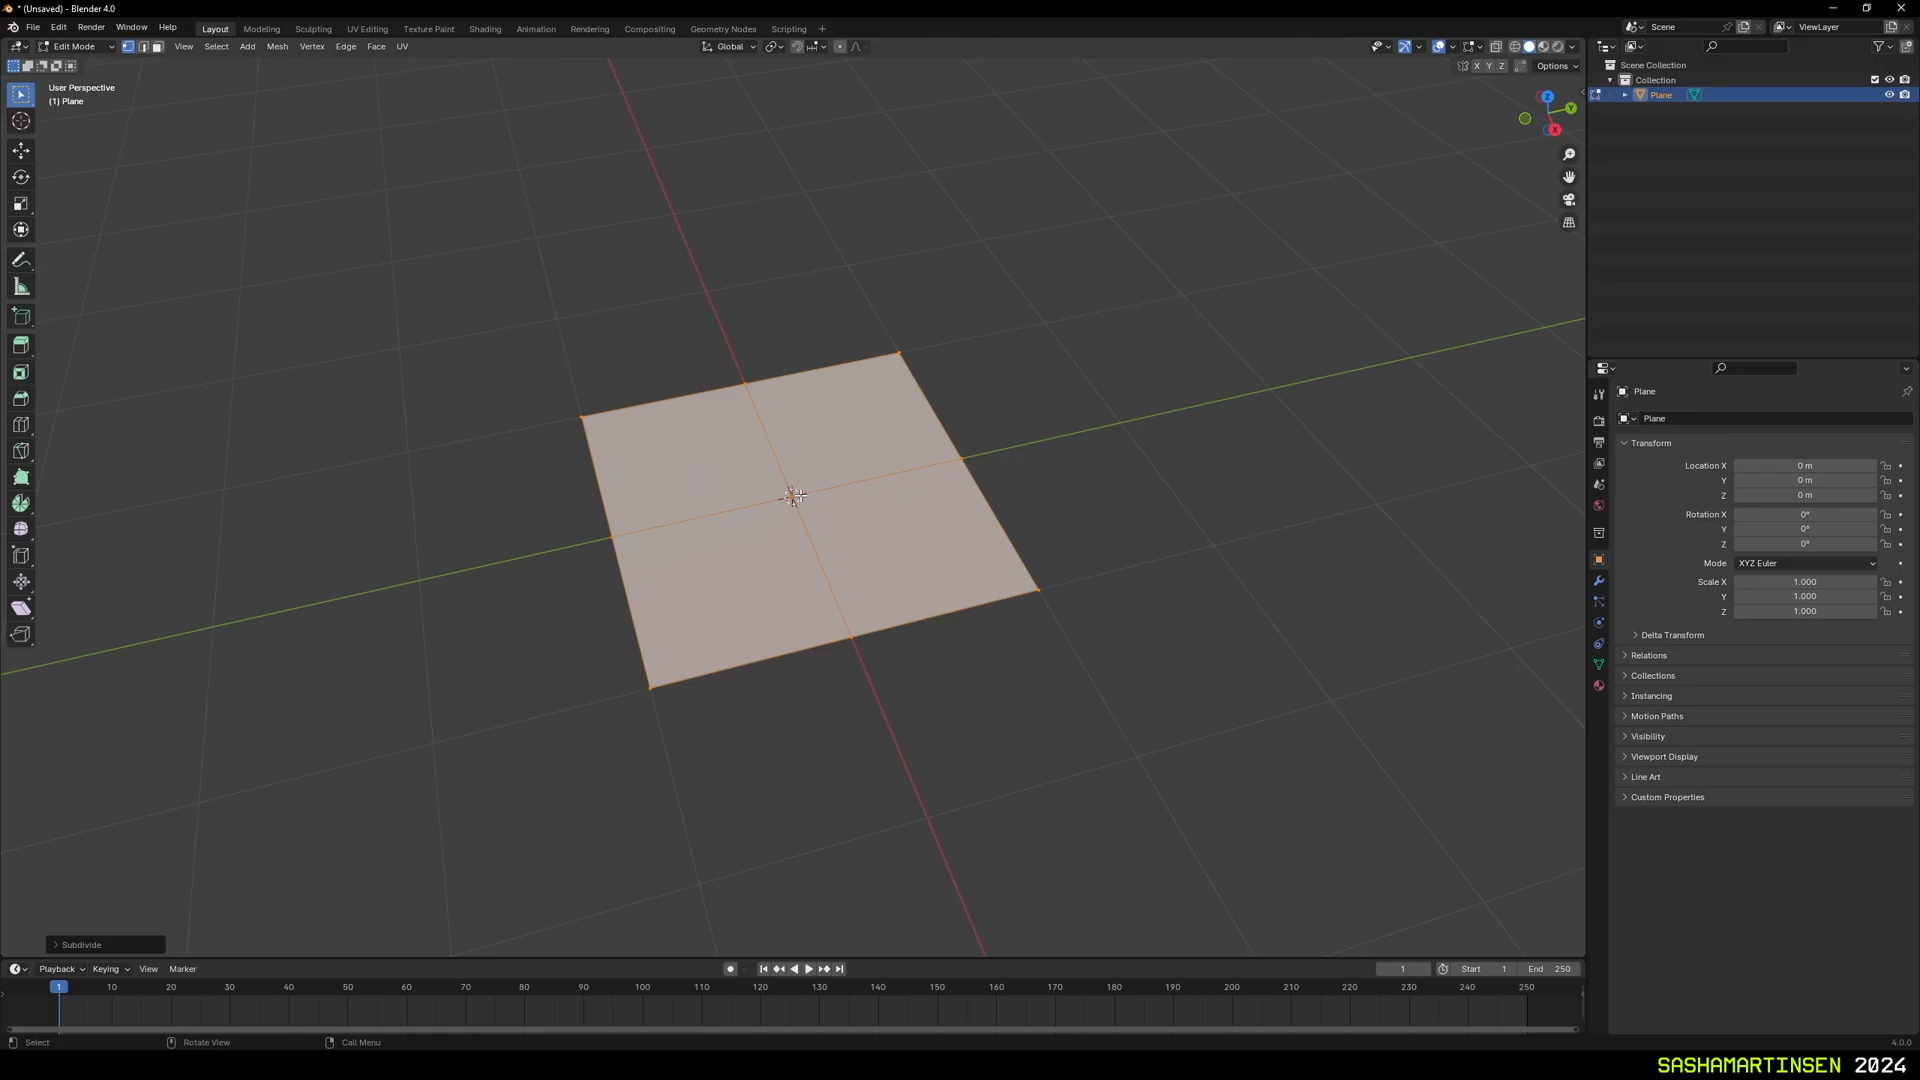 * (Unsaved) - Blender 4.0
File Edit Render Window Help Layout Modeling Sculpting UV Editing Texture Paint Shading Animation Rendering Compositing Geometry Nodes Scripting + Scene ViewLayer
Edit Mode View Select Add Mesh Vertex Edge Face UV Global
X Y Z Options
User Perspective
(1) Plane
Z
Y
X
Scene Collection
Collection
Plane
Plane
Plane
Transform
Location X 0 m
Y 0 m
Z 0 m
Rotation X 0°
Y 0°
Z 0°
Mode XYZ Euler
Scale X 1.000
Y 1.000
Z 1.000
Delta Transform
Relations
Collections
Instancing
Motion Paths
Visibility
Viewport Display
Line Art
Custom Properties
Subdivide
Playback Keying View Marker 1 Start 1 End 250
1 10 20 30 40 50 60 70 80 90 100 110 120 130 140 150 160 170 180 190 200 210 220 230 240 250
Select Rotate View Call Menu 4.0.0
SASHAMARTINSEN 2024